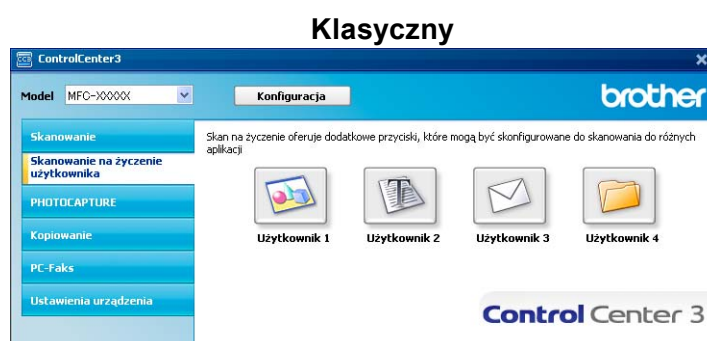 Klasyczny
ControlCenter3
Model MFC-XXXXX Konfiguracja brother
Skanowanie
Skanowanie na życzenie
użytkownika
PHOTOCAPTURE
Kopiowanie
PC-Faks
Ustawienia urządzenia
Skan na życzenie oferuje dodatkowe przyciski, które mogą być skonfigurowane do skanowania do różnych
aplikacji
Użytkownik 1 Użytkownik 2 Użytkownik 3 Użytkownik 4
Control Center 3